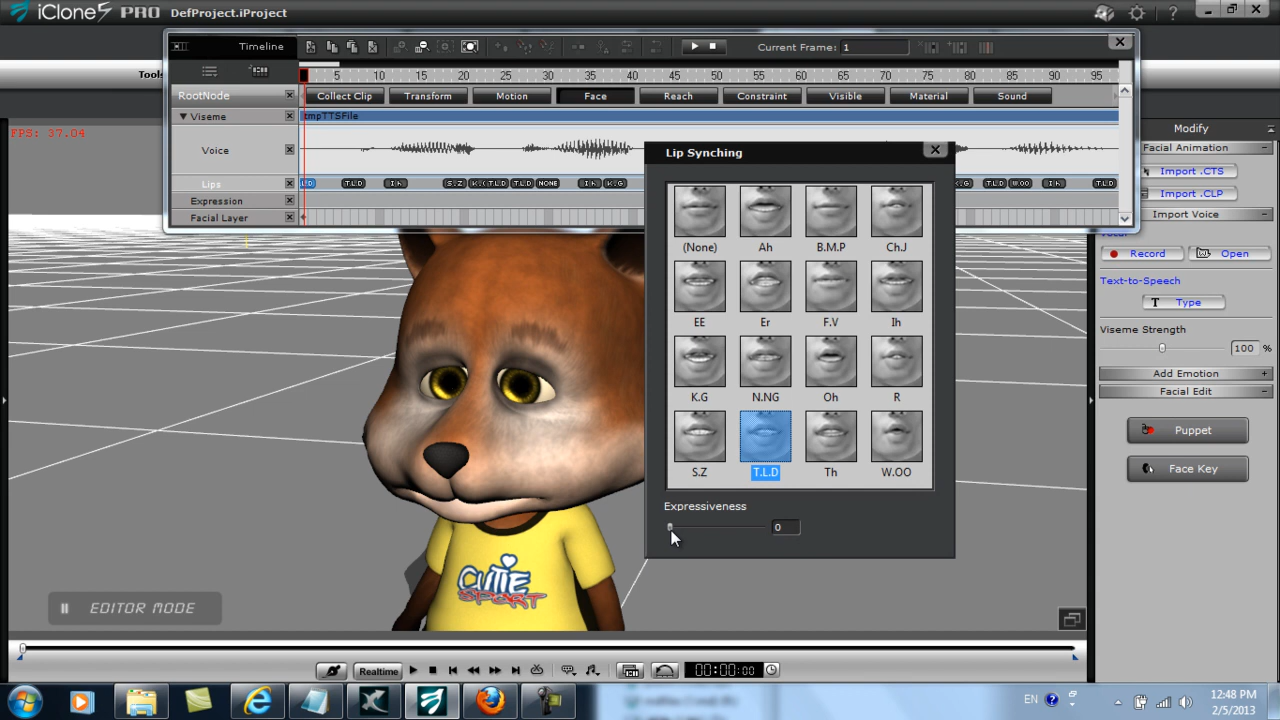 iClone5 PRO DefProject.iProject
Timeline
Current Frame: 1
Tools
5 10 15 20 25 30 35 40 45 50 55 60 65 70 75 80 85 90 95
RootNode Collect Clip Transform Motion Face Reach Constraint Visible Material Sound
Viseme tmpTTSFile
FPS: 37.04
Voice
Lips T.L.D Ih S.Z T.L.D T.L.D NONE Ih K.G T.L.D W.OO Ih T.L.D
Expression
Facial Layer
Lip Synching
(None) Ah B.M.P Ch.J
EE Er F.V Ih
K.G N.NG Oh R
S.Z T.L.D Th W.OO
Expressiveness
0
Modify
Facial Animation
Import .CTS
Import .CLP
Import Voice
Record Open
Text-to-Speech
Type
Viseme Strength
100 %
Add Emotion
Facial Edit
Puppet
Face Key
CUTIE
SPORT
EDITOR MODE
Realtime 00:00:00
EN
12:48 PM
2/5/2013